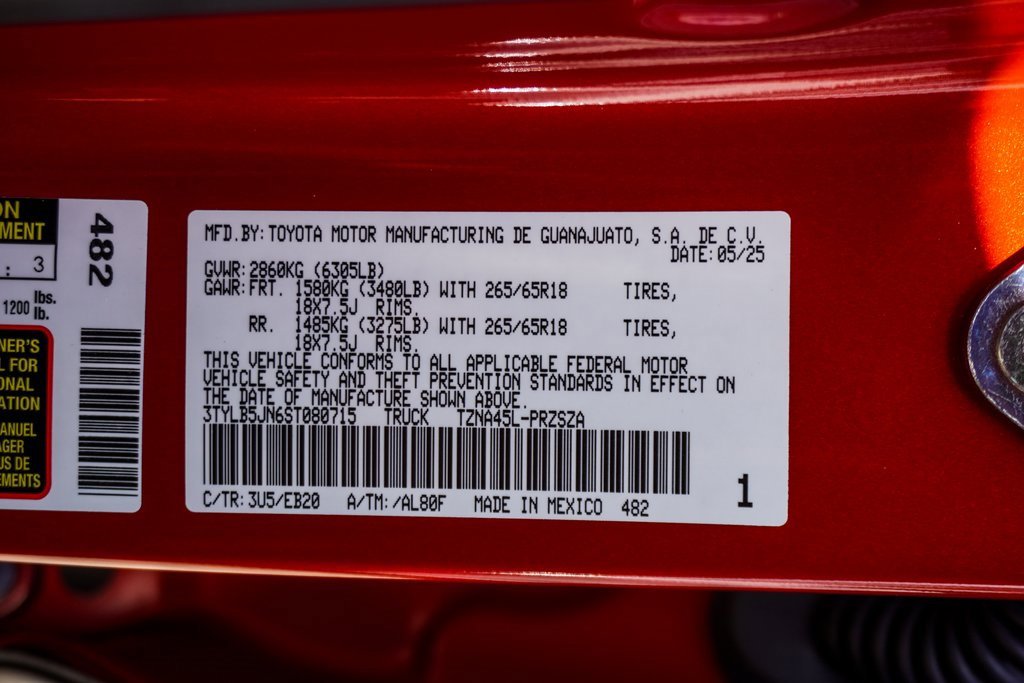 ON
MENT
: 3
1200 lbs.
lb.
NER'S
L FOR
ONAL
ATION
ANUEL
AGER
US DE
EMENTS
482
MFD.BY:TOYOTA MOTOR MANUFACTURING DE GUANAJUATO, S.A. DE C.V.
DATE:05/25
GVWR:2860KG (6305LB)
GAWR:FRT. 1580KG (3480LB) WITH 265/65R18 TIRES,
18X7.5J RIMS.
RR. 1485KG (3275LB) WITH 265/65R18 TIRES,
18X7.5J RIMS.
THIS VEHICLE CONFORMS TO ALL APPLICABLE FEDERAL MOTOR
VEHICLE SAFETY AND THEFT PREVENTION STANDARDS IN EFFECT ON
THE DATE OF MANUFACTURE SHOWN ABOVE.
3TYLB5JN6ST080715 TRUCK TZNA45L-PRZSZA
C/TR:3U5/EB20 A/TM:/AL80F MADE IN MEXICO 482
1